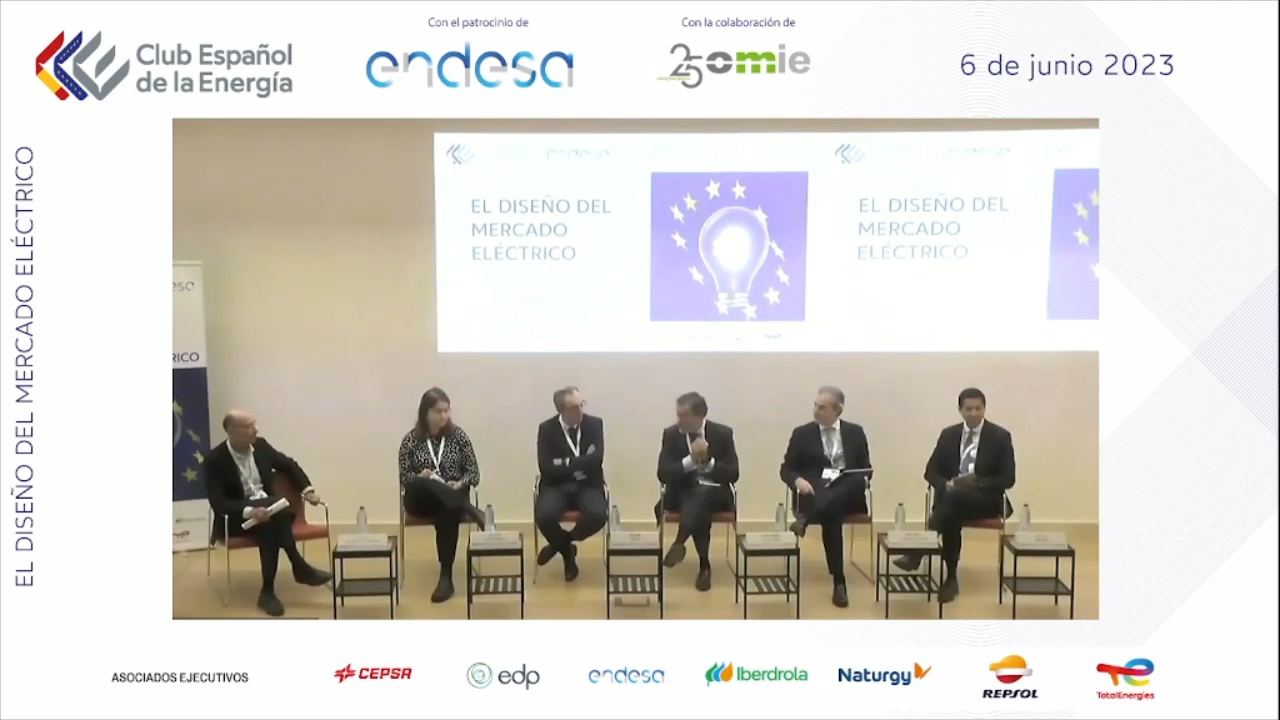 Con el patrocinio de
Con la colaboración de
Club Español
de la Energía
endesa
25 omie
6 de junio 2023
EL DISEÑO DEL MERCADO ELÉCTRICO
endesa
EL DISEÑO DEL
MERCADO
ELÉCTRICO
EL DISEÑO DEL
MERCADO
ELÉCTRICO
RICO
ASOCIADOS EJECUTIVOS
CEPSA
edp
endesa
Iberdrola
Naturgy
REPSOL
TotalEnergies